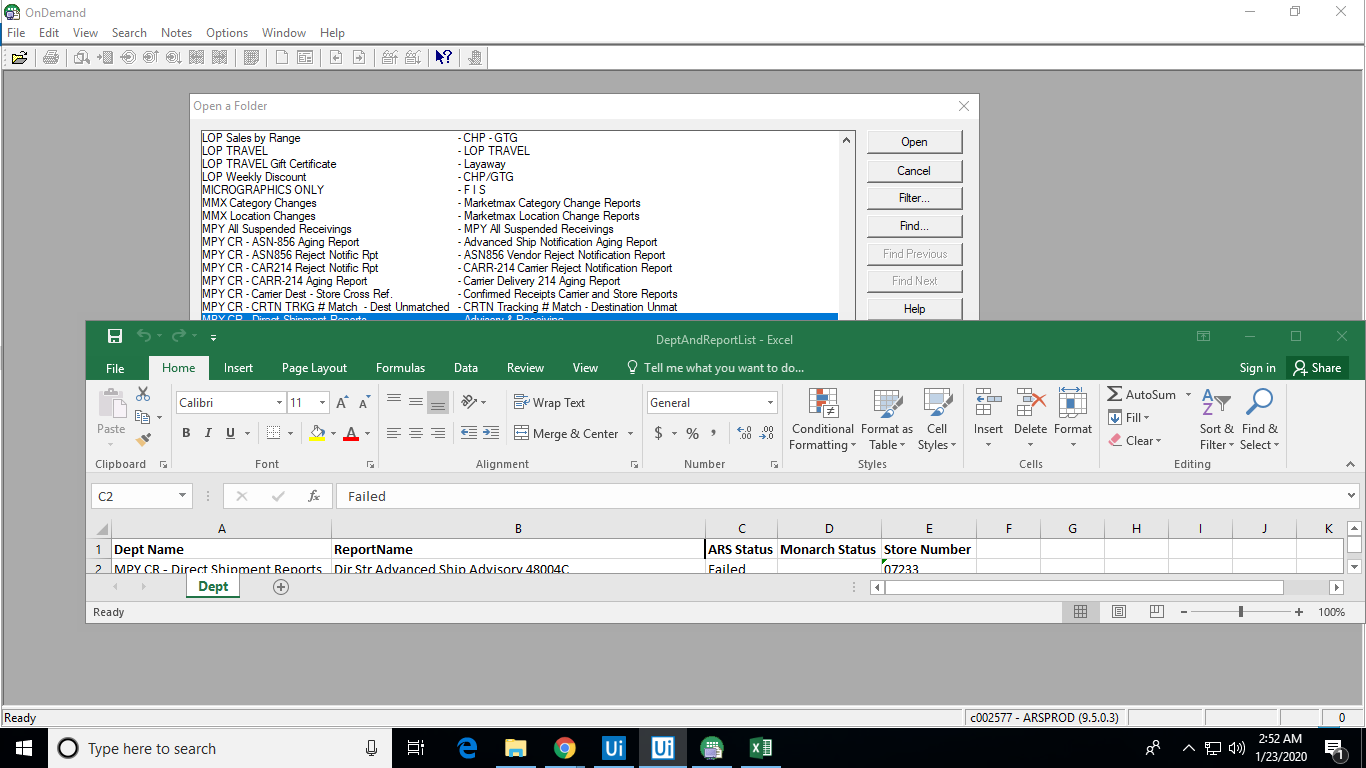 OnDemand
File Edit View Search Notes Options Window Help
Open a Folder
LOP Sales by Range - CHP - GTG
LOP TRAVEL - LOP TRAVEL
LOP TRAVEL Gift Certificate - Layaway
LOP Weekly Discount - CHP/GTG
MICROGRAPHICS ONLY - F I S
MMX Category Changes - Marketmax Category Change Reports
MMX Location Changes - Marketmax Location Change Reports
MPY All Suspended Receivings - MPY All Suspended Receivings
MPY CR - ASN-856 Aging Report - Advanced Ship Notification Aging Report
MPY CR - ASN856 Reject Notific Rpt - ASN856 Vendor Reject Notification Report
MPY CR - CAR214 Reject Notif Rpt - CARR-214 Carrier Reject Notification Report
MPY CR - CARR-214 Aging Report - Carrier Delivery 214 Aging Report
MPY CR - Carrier Dest - Store Cross Ref. - Confirmed Receipts Carrier and Store Reports
MPY CR - CRTN TRKG # Match - Dest Unmatched - CRTN Tracking # Match - Destination Unmat
MPY CR - Direct Shipment Reports - Advisory & Receiving
Open
Cancel
Filter...
Find...
Find Previous
Find Next
Help
DeptAndReportList - Excel
File Home Insert Page Layout Formulas Data Review View Tell me what you want to do... Sign in Share
Paste
Clipboard
Calibri 11
B I U
Font
Wrap Text
Merge & Center
Alignment
General
$ % ,
Number
Conditional Formatting
Format as Table
Cell Styles
Styles
Insert Delete Format
Cells
AutoSum
Fill
Clear
Sort & Filter
Find & Select
Editing
C2 fx Failed
A B C D E F G H I J K
1 Dept Name ReportName ARS Status Monarch Status Store Number
2 MPY CR - Direct Shipment Reports Dir Str Advanced Ship Advisory 48004C Failed 07233
Dept
Ready 100%
Ready c002577 - ARSPROD (9.5.0.3) 0
Type here to search
Ui
Ui
2:52 AM
1/23/2020
1